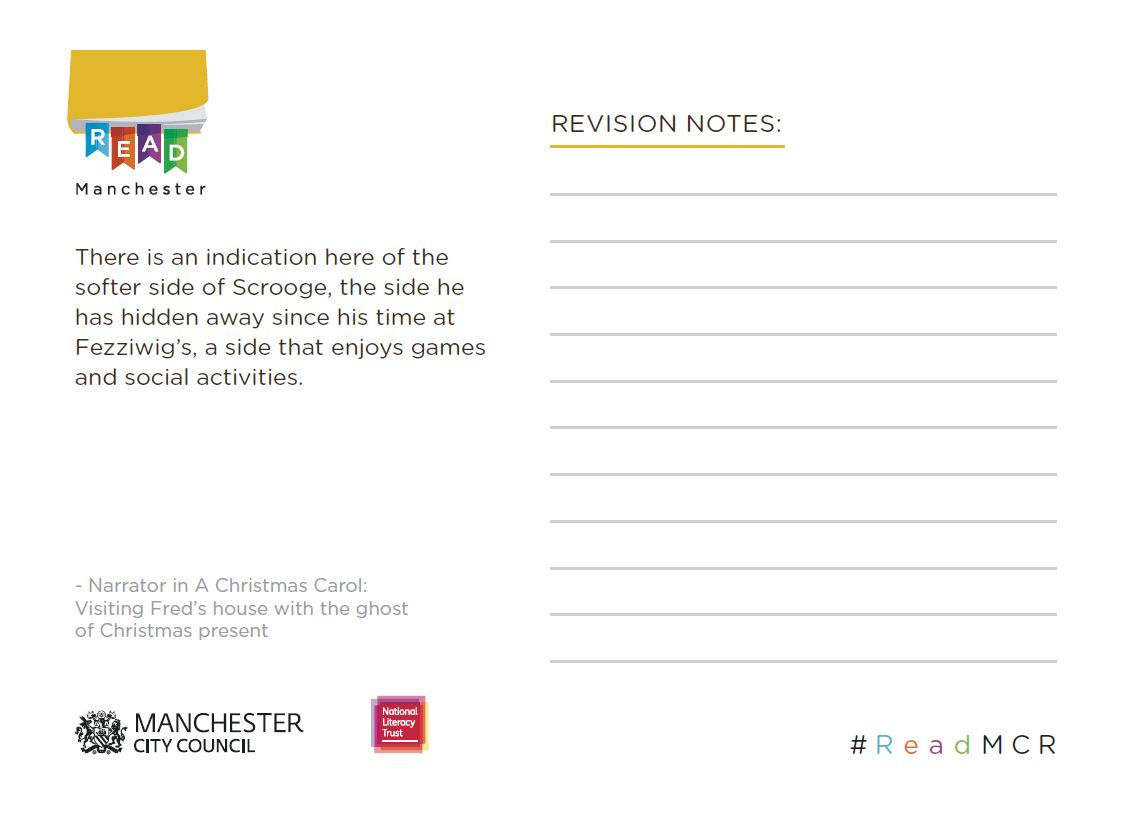 READ
Manchester
There is an indication here of the
softer side of Scrooge, the side he
has hidden away since his time at
Fezziwig's, a side that enjoys games
and social activities.
- Narrator in A Christmas Carol:
Visiting Fred's house with the ghost
of Christmas present
MANCHESTER
CITY COUNCIL
National
Literacy
Trust
REVISION NOTES:
#ReadMCR